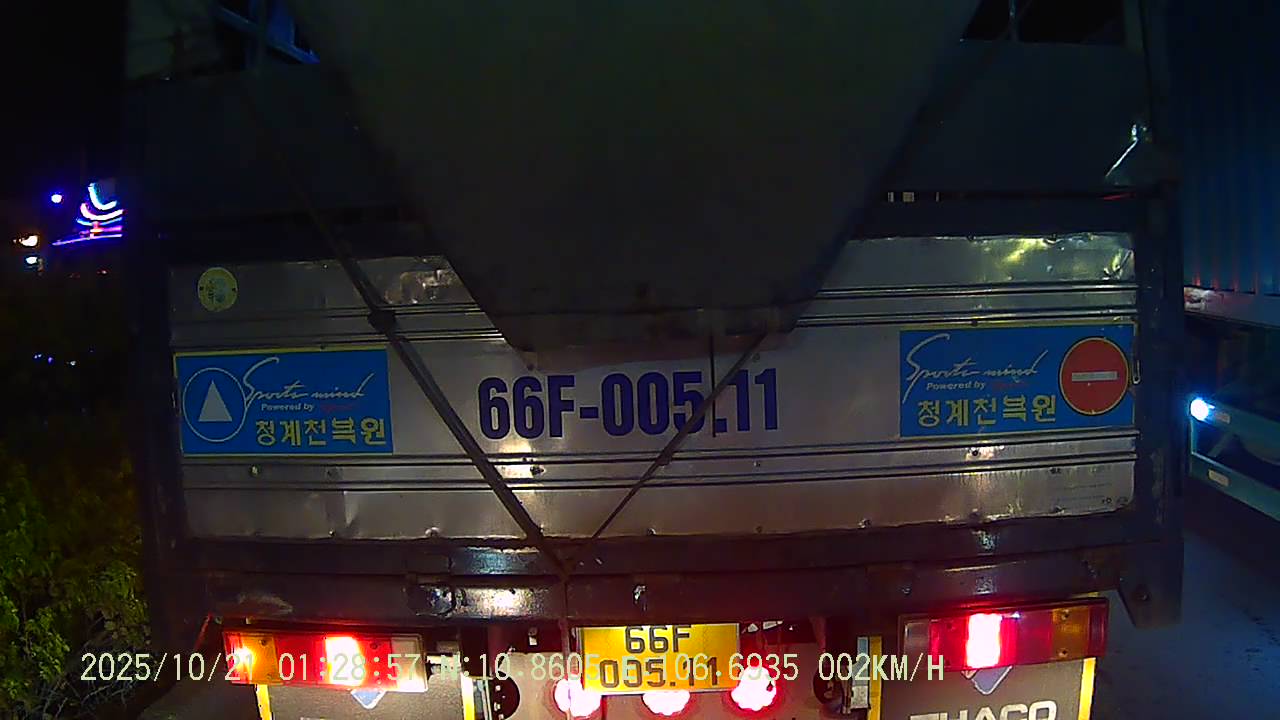 Sports mind
Powered by
청계천북원
66F-005.11
Sports mind
Powered by
청계천북원
66F
005.11
2025/10/21 01:28:57 N:10.8605 E:106.6935 002KM/H
THACO